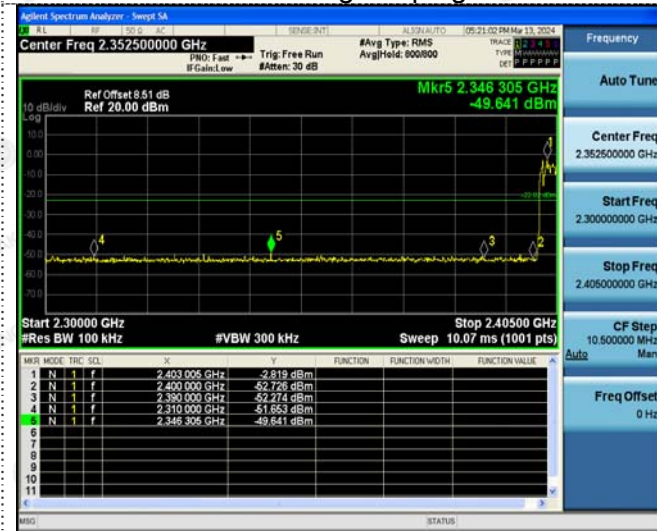 Agilent Spectrum Analyzer - Swept SA
RL RF 50 Ω AC SENSE:INT ALIGN AUTO 05:21:02 PM Mar 13, 2024
Center Freq 2.352500000 GHz
PNO: Fast
IFGain:Low
Trig: Free Run
#Atten: 30 dB
#Avg Type: RMS
Avg|Hold: 800/800
TRACE 1 2 3 4 5 6
TYPE
DET P P P P P P
Mkr5 2.346 305 GHz
-49.641 dBm
Ref Offset 8.51 dB
Ref 20.00 dBm
10 dB/div
Log
10.0
0.00
-10.0
-20.0
-30.0
-40.0
-50.0
-60.0
-70.0
1
4
5
3
2
Start 2.30000 GHz
Stop 2.40500 GHz
#Res BW 100 kHz
#VBW 300 kHz
Sweep 10.07 ms (1001 pts)
MKR MODE TRC SCL X Y FUNCTION FUNCTION WIDTH FUNCTION VALUE
1 N 1 f 2.403 005 GHz -2.819 dBm
2 N 1 f 2.400 000 GHz -52.726 dBm
3 N 1 f 2.390 000 GHz -52.274 dBm
4 N 1 f 2.310 000 GHz -51.653 dBm
5 N 1 f 2.346 305 GHz -49.641 dBm
6
7
8
9
10
11
MSG
STATUS
Frequency
Auto Tune
Center Freq
2.352500000 GHz
Start Freq
2.300000000 GHz
Stop Freq
2.405000000 GHz
CF Step
10.500000 MHz
Auto Man
Freq Offset
0 Hz